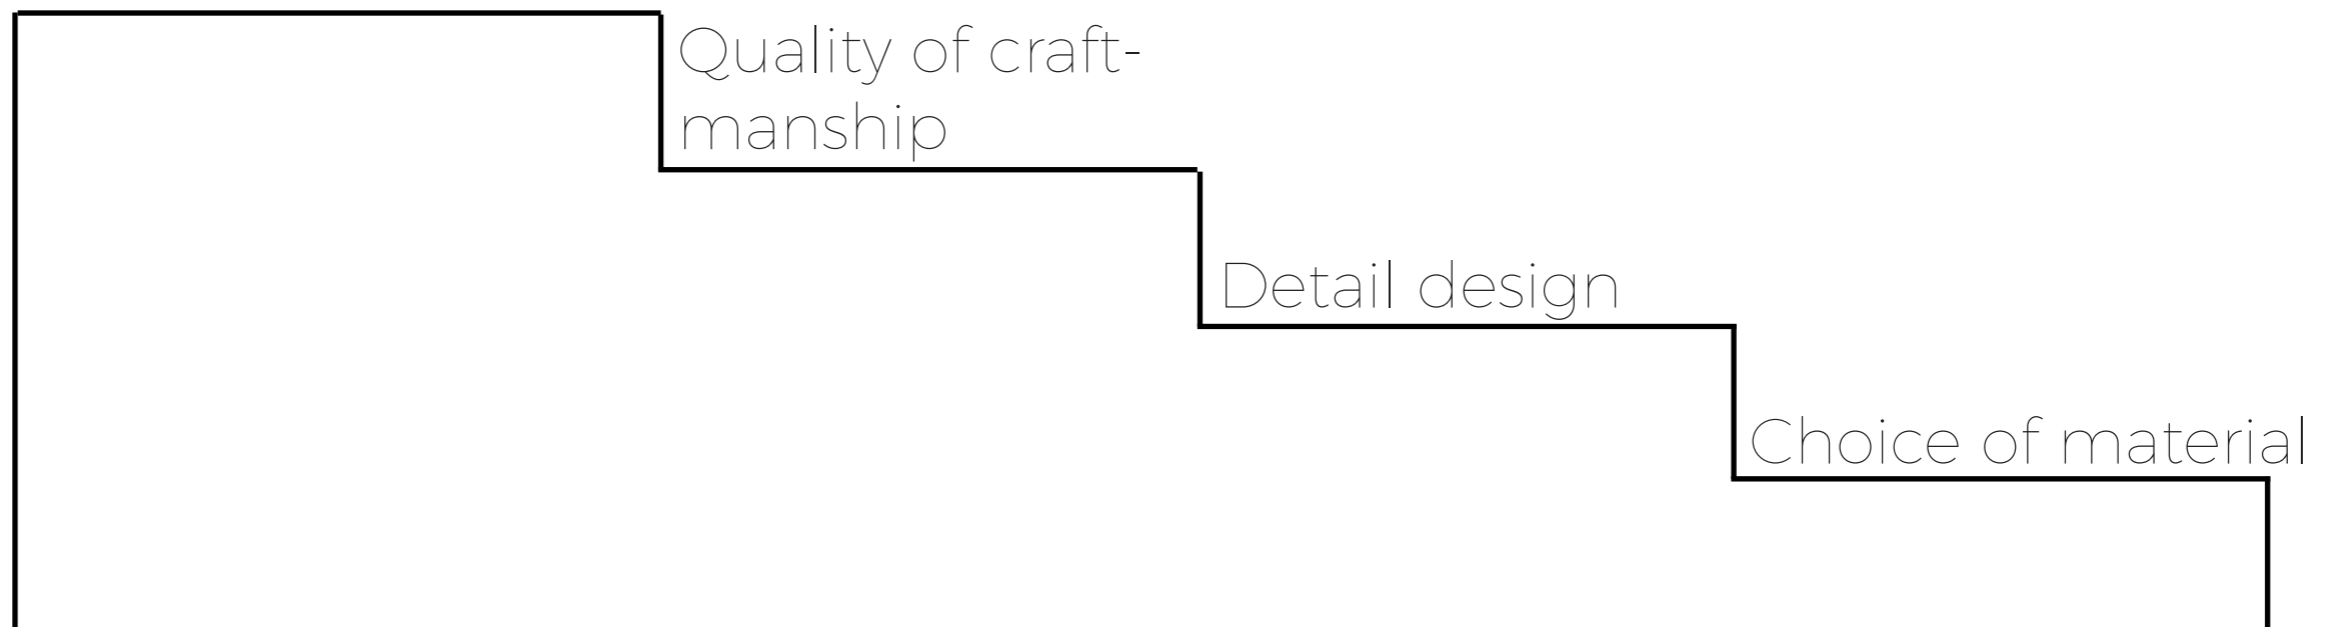 Quality of craft-
manship
Detail design
Choice of material